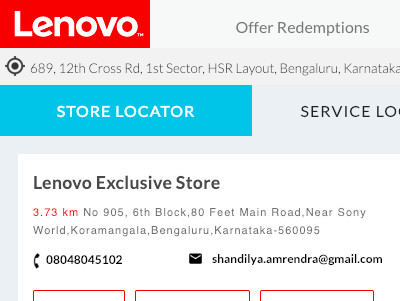 Lenovo™
Offer Redemptions
689, 12th Cross Rd, 1st Sector, HSR Layout, Bengaluru, Karnataka
STORE LOCATOR
SERVICE LO
Lenovo Exclusive Store
3.73 km No 905, 6th Block,80 Feet Main Road,Near Sony
World,Koramangala,Bengaluru,Karnataka-560095
08048045102
shandilya.amrendra@gmail.com